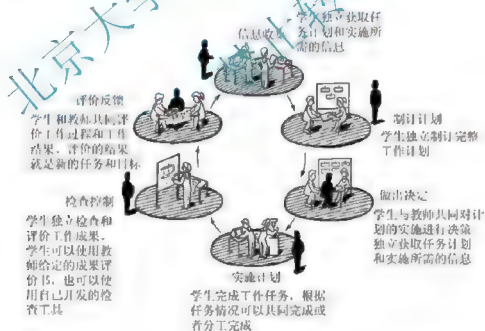 北京大学
信息收
学生独立获取任
务计划和实施所
需的信息
制订计划
学生独立制订完整
工作计划
做出决定
学生与教师共同对计
划的实施进行决策
独立获取任务计划
和实施所需的信息
实施计划
学生完成工作任务，根据
任务情况可以共同完成或
者分工完成
检查控制
学生独立检查和
评价工作成果，
学生可以使用教
师给定的成果评
价书，也可以使
用自己开发的检
查工具
评价反馈
学生和教师共同评
价工作过程和工作
结果，评价的结果
就是新的任务和目标